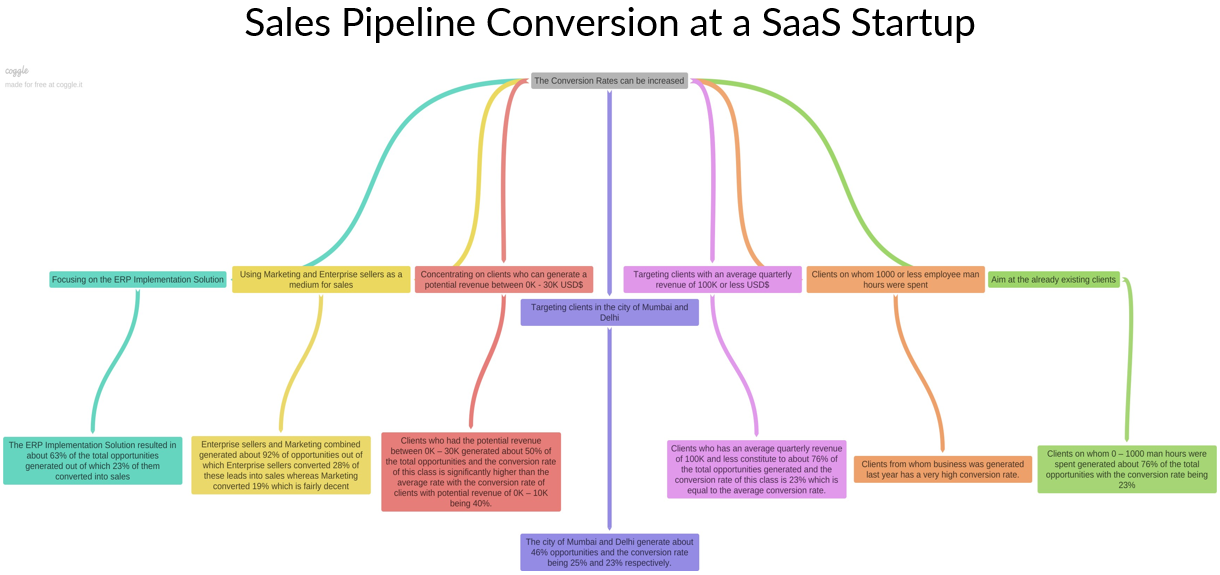 Sales Pipeline Conversion at a SaaS Startup
coggle
made for free at coggle.it
The Conversion Rates can be increased
Focusing on the ERP Implementation Solution
Using Marketing and Enterprise sellers as a
medium for sales
Concentrating on clients who can generate a
potential revenue between 0K - 30K USD$
Targeting clients in the city of Mumbai and
Delhi
Targeting clients with an average quarterly
revenue of 100K or less USD$
Clients on whom 1000 or less employee man
hours were spent
Aim at the already existing clients
The ERP Implementation Solution resulted in
about 63% of the total opportunities
generated out of which 23% of them
converted into sales
Enterprise sellers and Marketing combined
generated about 92% of opportunities out of
which Enterprise sellers converted 28% of
these leads into sales whereas Marketing
converted 19% which is fairly decent
Clients who had the potential revenue
between 0K – 30K generated about 50% of
the total opportunities and the conversion rate
of this class is significantly higher than the
average rate with the conversion rate of
clients with potential revenue of 0K – 10K
being 40%.
The city of Mumbai and Delhi generate about
46% opportunities and the conversion rate
being 25% and 23% respectively.
Clients who has an average quarterly revenue
of 100K and less constitute to about 76% of
the total opportunities generated and the
conversion rate of this class is 23% which is
equal to the average conversion rate.
Clients from whom business was generated
last year has a very high conversion rate.
Clients on whom 0 – 1000 man hours were
spent generated about 76% of the total
opportunities with the conversion rate being
23%